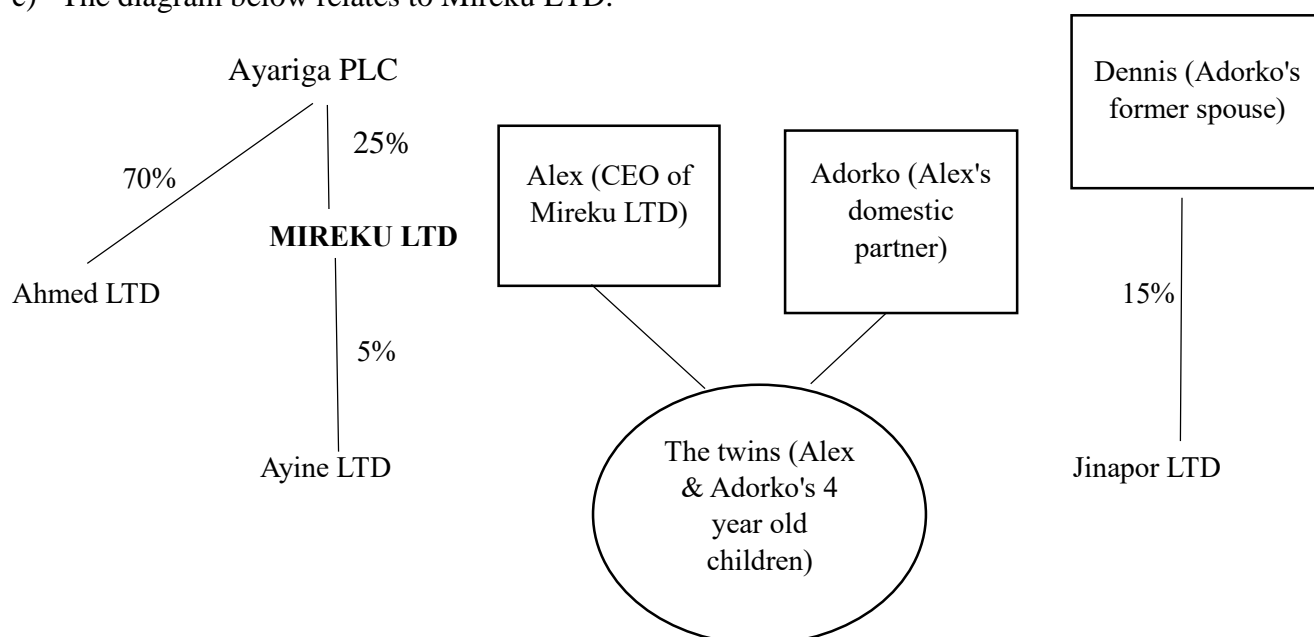 c) The diagram below relates to Mireku LTD.
Ayariga PLC
70%
25%
MIREKU LTD
Ahmed LTD
5%
Ayine LTD
Alex (CEO of
Mireku LTD)
Adorko (Alex's
domestic
partner)
The twins (Alex
& Adorko's 4
year old
children)
Dennis (Adorko's
former spouse)
15%
Jinapor LTD